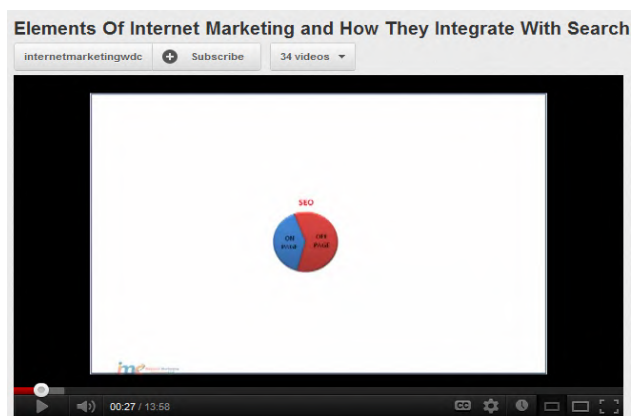 Elements Of Internet Marketing and How They Integrate With Search
internetmarketingwdc Subscribe 34 videos
SEO
ON PAGE
OFF PAGE
00:27 / 13:58
CC